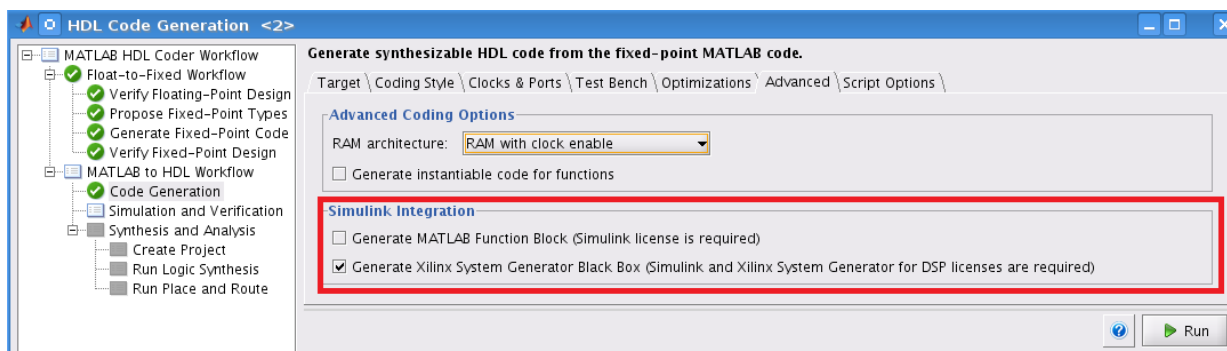 HDL Code Generation <2>
MATLAB HDL Coder Workflow
Float-to-Fixed Workflow
Verify Floating-Point Design
Propose Fixed-Point Types
Generate Fixed-Point Code
Verify Fixed-Point Design
MATLAB to HDL Workflow
Code Generation
Simulation and Verification
Synthesis and Analysis
Create Project
Run Logic Synthesis
Run Place and Route
Generate synthesizable HDL code from the fixed-point MATLAB code.
Target \ Coding Style \ Clocks & Ports \ Test Bench \ Optimizations \ Advanced \ Script Options \
Advanced Coding Options
RAM architecture: RAM with clock enable
Generate instantiable code for functions
Simulink Integration
Generate MATLAB Function Block (Simulink license is required)
Generate Xilinx System Generator Black Box (Simulink and Xilinx System Generator for DSP licenses are required)
? Run